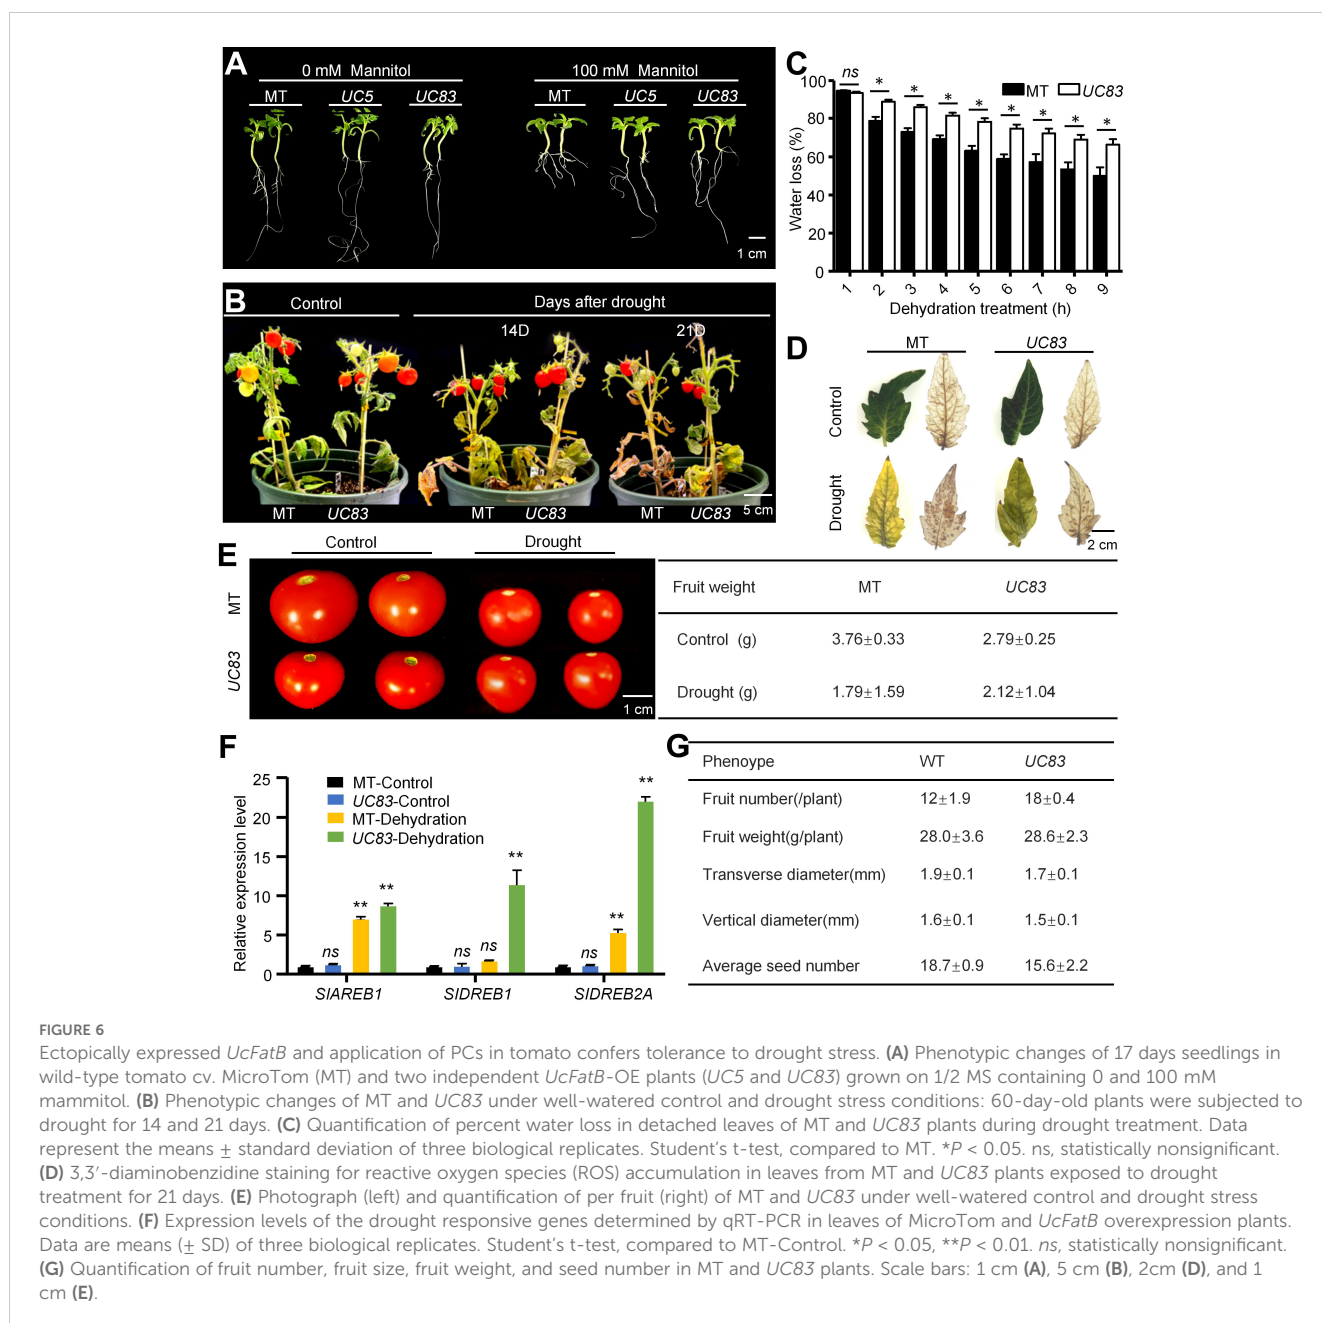 A
0 mM Mannitol
100 mM Mannitol
MT UC5 UC83
MT UC5 UC83
1 cm
B
Control
Days after drought
14D
21D
MT UC83 MT UC83 MT UC83
5 cm
C
ns * * * * * * * *
MT UC83
Water loss (%)
100
80
60
40
20
0
1 2 3 4 5 6 7 8 9
Dehydration treatment (h)
D
MT UC83
Control
Drought
2 cm
E
Control Drought
MT
UC83
1 cm
Fruit weight MT UC83
Control (g) 3.76±0.33 2.79±0.25
Drought (g) 1.79±1.59 2.12±1.04
F
Relative expression level
25
20
15
10
5
0
MT-Control
UC83-Control
MT-Dehydration
UC83-Dehydration
ns ** **
ns ns **
ns ** **
SlAREB1 SlDREB1 SlDREB2A
G
Phenoype WT UC83
Fruit number(/plant) 12±1.9 18±0.4
Fruit weight(g/plant) 28.0±3.6 28.6±2.3
Transverse diameter(mm) 1.9±0.1 1.7±0.1
Vertical diameter(mm) 1.6±0.1 1.5±0.1
Average seed number 18.7±0.9 15.6±2.2
FIGURE 6
Ectopically expressed UcFatB and application of PCs in tomato confers tolerance to drought stress. (A) Phenotypic changes of 17 days seedlings in
wild-type tomato cv. MicroTom (MT) and two independent UcFatB-OE plants (UC5 and UC83) grown on 1/2 MS containing 0 and 100 mM
mammitol. (B) Phenotypic changes of MT and UC83 under well-watered control and drought stress conditions: 60-day-old plants were subjected to
drought for 14 and 21 days. (C) Quantification of percent water loss in detached leaves of MT and UC83 plants during drought treatment. Data
represent the means ± standard deviation of three biological replicates. Student's t-test, compared to MT. *P < 0.05. ns, statistically nonsignificant.
(D) 3,3′-diaminobenzidine staining for reactive oxygen species (ROS) accumulation in leaves from MT and UC83 plants exposed to drought
treatment for 21 days. (E) Photograph (left) and quantification of per fruit (right) of MT and UC83 under well-watered control and drought stress
conditions. (F) Expression levels of the drought responsive genes determined by qRT-PCR in leaves of MicroTom and UcFatB overexpression plants.
Data are means (± SD) of three biological replicates. Student's t-test, compared to MT-Control. *P < 0.05, **P < 0.01. ns, statistically nonsignificant.
(G) Quantification of fruit number, fruit size, fruit weight, and seed number in MT and UC83 plants. Scale bars: 1 cm (A), 5 cm (B), 2cm (D), and 1
cm (E).